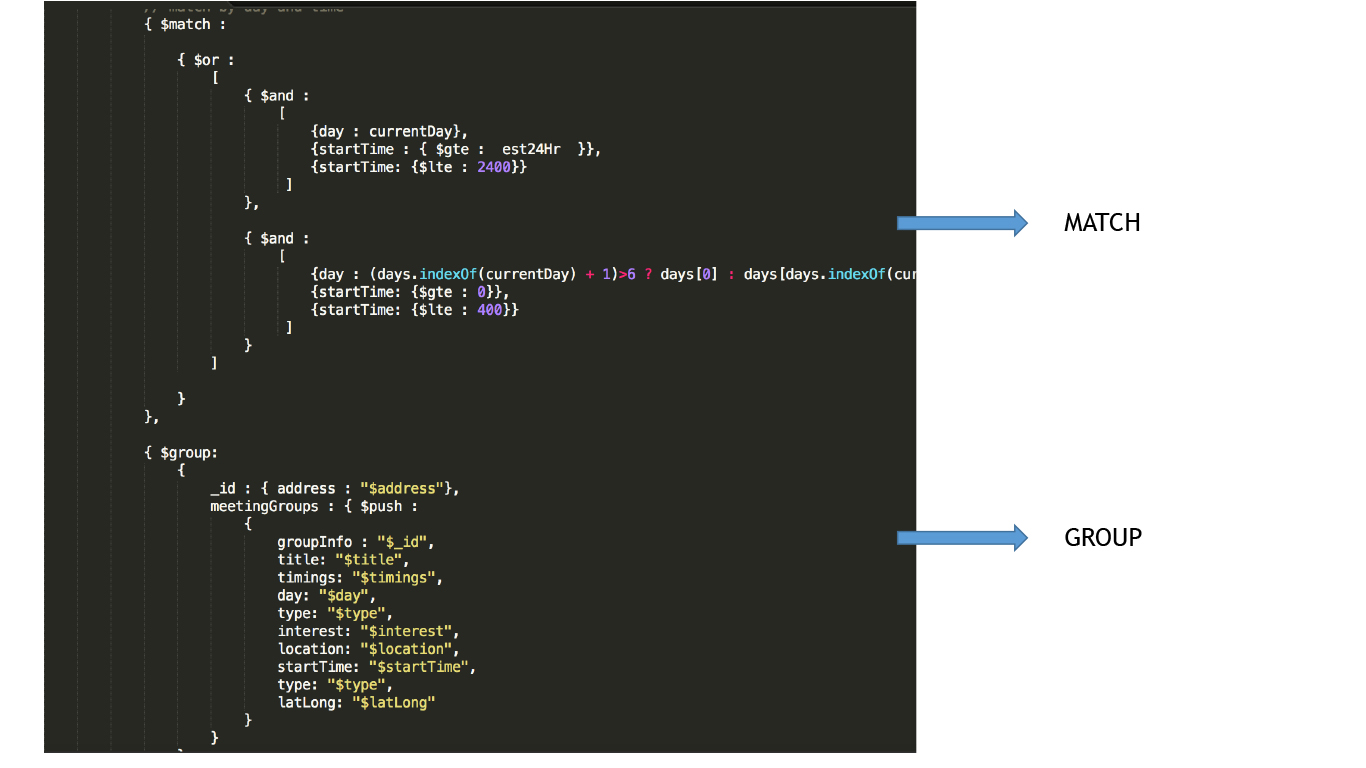 // match by day and time
{ $match :
{ $or :
[
{ $and :
[
{day : currentDay},
{startTime : { $gte :  est24Hr  }},
{startTime: {$lte : 2400}}
]
},
{ $and :
[
{day : (days.indexOf(currentDay) + 1)>6 ? days[0] : days[days.indexOf(cur
{startTime: {$gte : 0}},
{startTime: {$lte : 400}}
]
}
]
}
},
{ $group:
{
_id : { address : "$address"},
meetingGroups : { $push :
{
groupInfo : "$_id",
title: "$title",
timings: "$timings",
day: "$day",
type: "$type",
interest: "$interest",
location: "$location",
startTime: "$startTime",
type: "$type",
latLong: "$latLong"
}
}
MATCH
GROUP